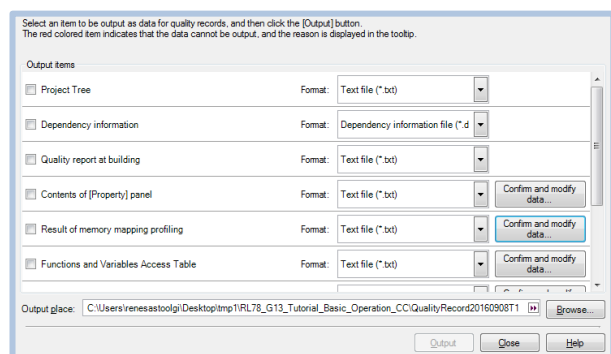 Select an item to be output as data for quality records, and then click the [Output] button.
The red colored item indicates that the data cannot be output, and the reason is displayed in the tooltip.
Output items
Project Tree Format: Text file (*.txt)
Dependency information Format: Dependency information file (*.d
Quality report at building Format: Text file (*.txt)
Contents of [Property] panel Format: Text file (*.txt) Confirm and modify data...
Result of memory mapping profiling Format: Text file (*.txt) Confirm and modify data...
Functions and Variables Access Table Format: Text file (*.txt) Confirm and modify data...
Output place: C:\Users\renesastoolgi\Desktop\tmp1\RL78_G13_Tutorial_Basic_Operation_CC\QualityRecord20160908T1 Browse...
Output Close Help